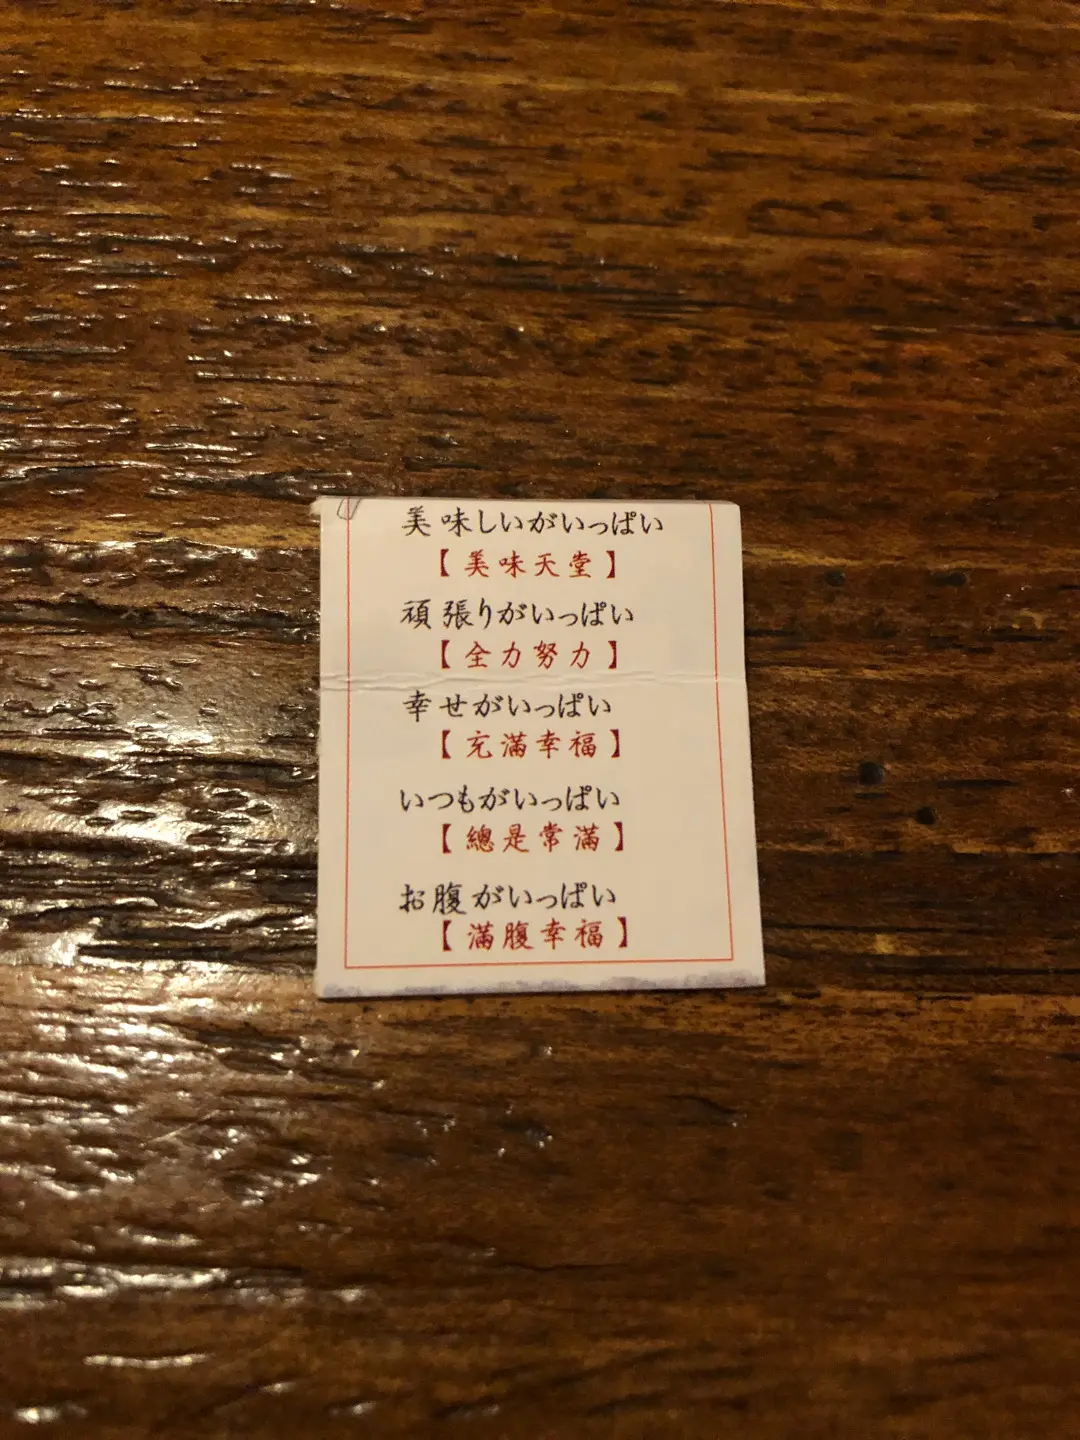 美味しいがいっぱい
【美味天堂】
頑張りがいっぱい
【全力努力】
幸せがいっぱい
【充滿幸福】
いつもがいっぱい
【總是常滿】
お腹がいっぱい
【滿腹幸福】